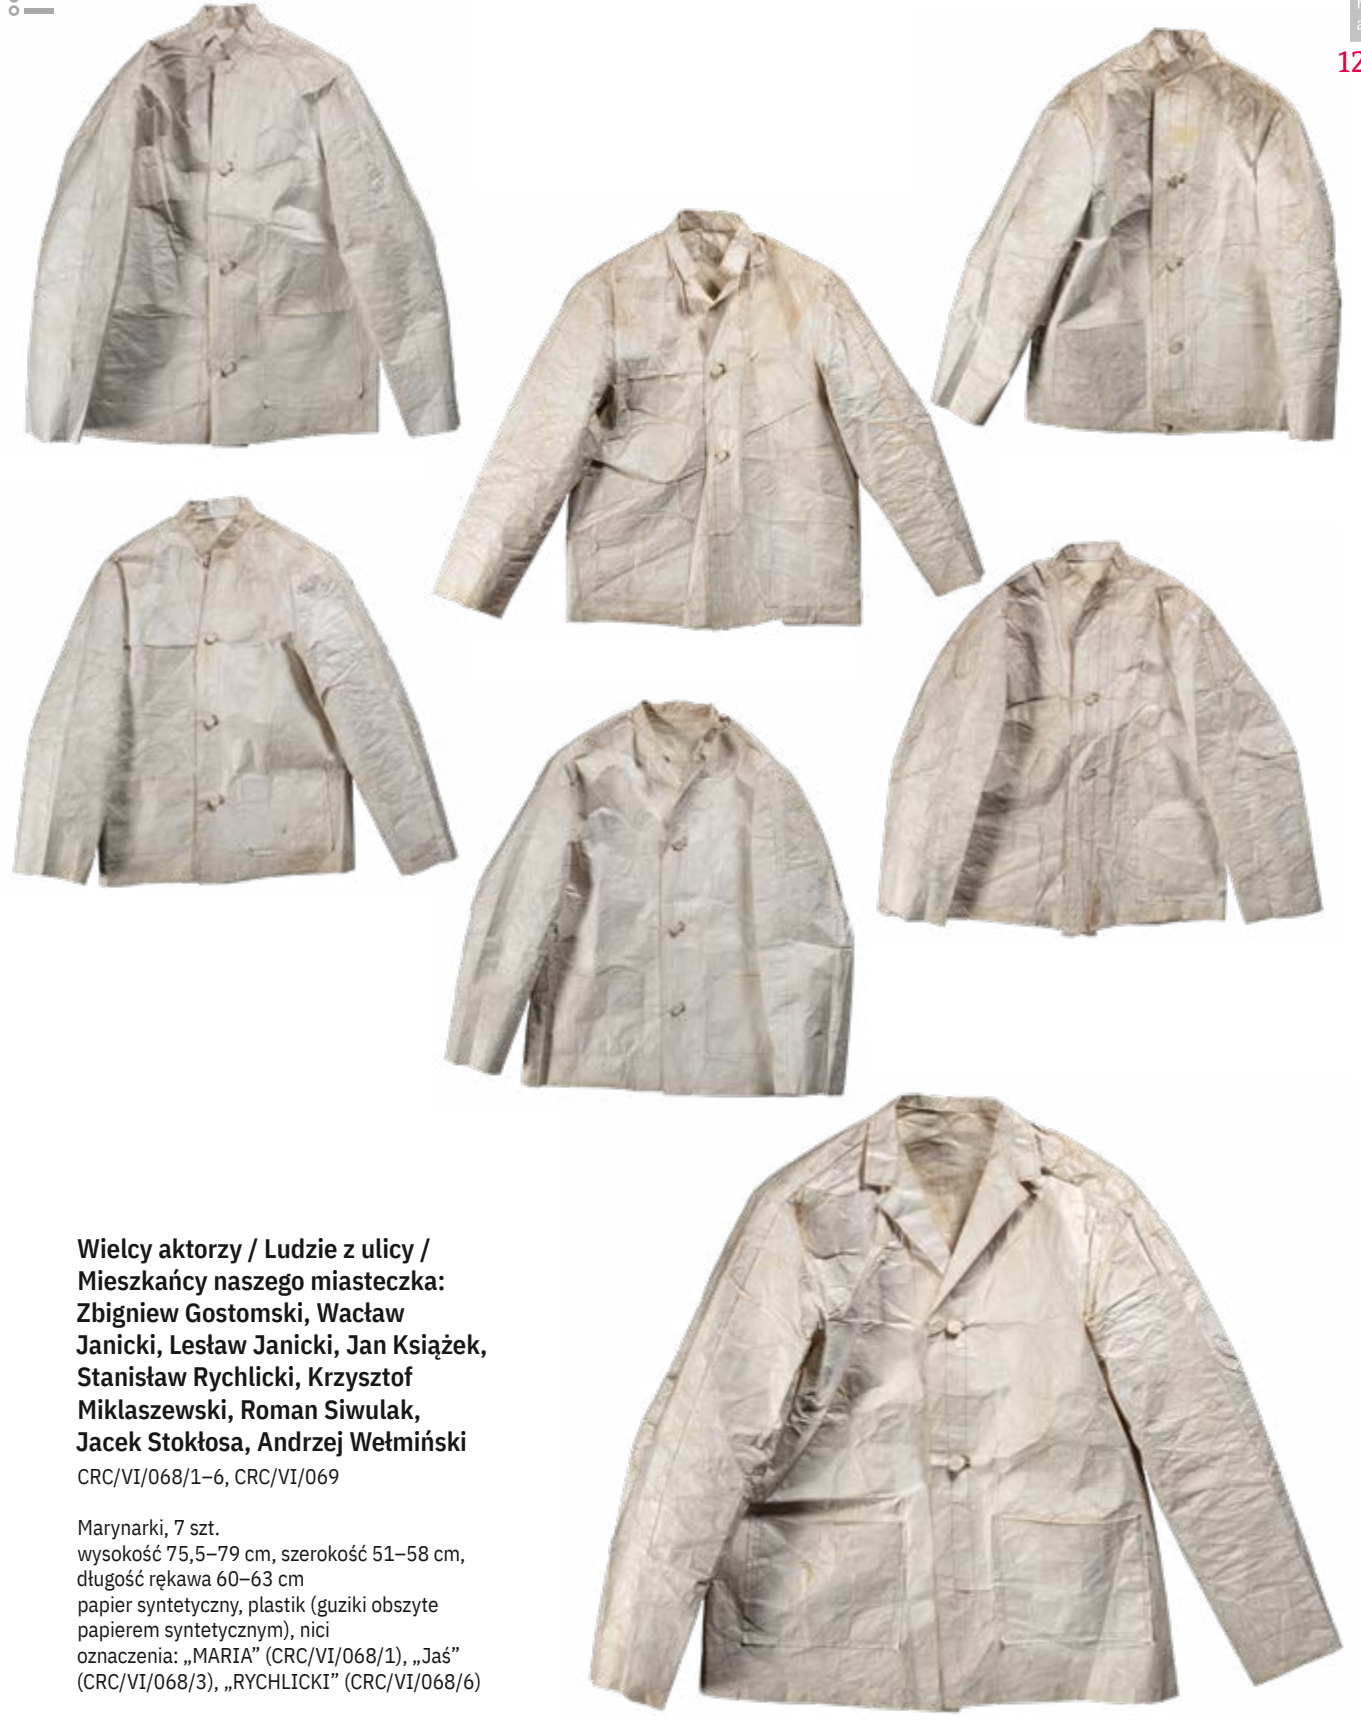 12
Wielcy aktorzy / Ludzie z ulicy /
Mieszkańcy naszego miasteczka:
Zbigniew Gostomski, Wacław
Janicki, Lesław Janicki, Jan Książek,
Stanisław Rychlicki, Krzysztof
Miklaszewski, Roman Siwulak,
Jacek Stokłosa, Andrzej Wełmiński
CRC/VI/068/1–6, CRC/VI/069
Marynarki, 7 szt.
wysokość 75,5–79 cm, szerokość 51–58 cm,
długość rękawa 60–63 cm
papier syntetyczny, plastik (guziki obszyte
papierem syntetycznym), nici
oznaczenia: „MARIA” (CRC/VI/068/1), „Jaś”
(CRC/VI/068/3), „RYCHLICKI” (CRC/VI/068/6)